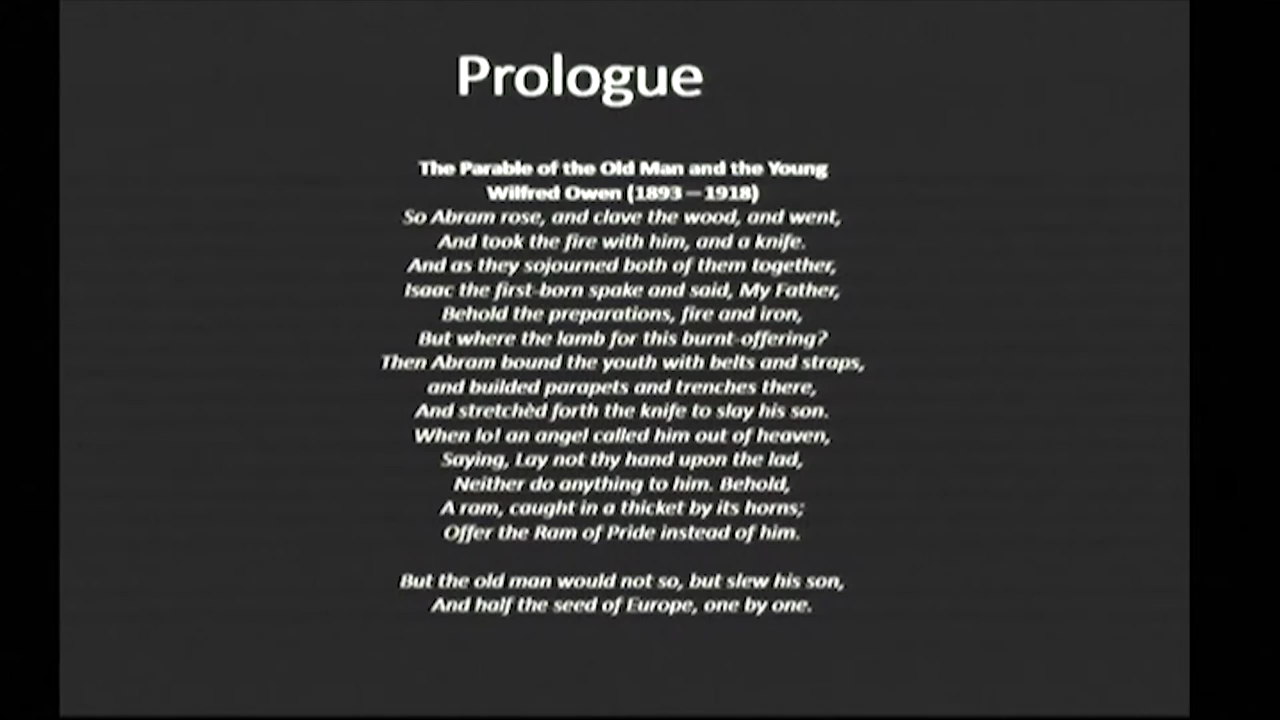 Prologue
The Parable of the Old Man and the Young
Wilfred Owen (1893 – 1918)
So Abram rose, and clave the wood, and went,
And took the fire with him, and a knife.
And as they sojourned both of them together,
Isaac the first-born spake and said, My Father,
Behold the preparations, fire and iron,
But where the lamb for this burnt-offering?
Then Abram bound the youth with belts and straps,
and builded parapets and trenches there,
And stretchèd forth the knife to slay his son.
When lo! an angel called him out of heaven,
Saying, Lay not thy hand upon the lad,
Neither do anything to him. Behold,
A ram, caught in a thicket by its horns;
Offer the Ram of Pride instead of him.
But the old man would not so, but slew his son,
And half the seed of Europe, one by one.